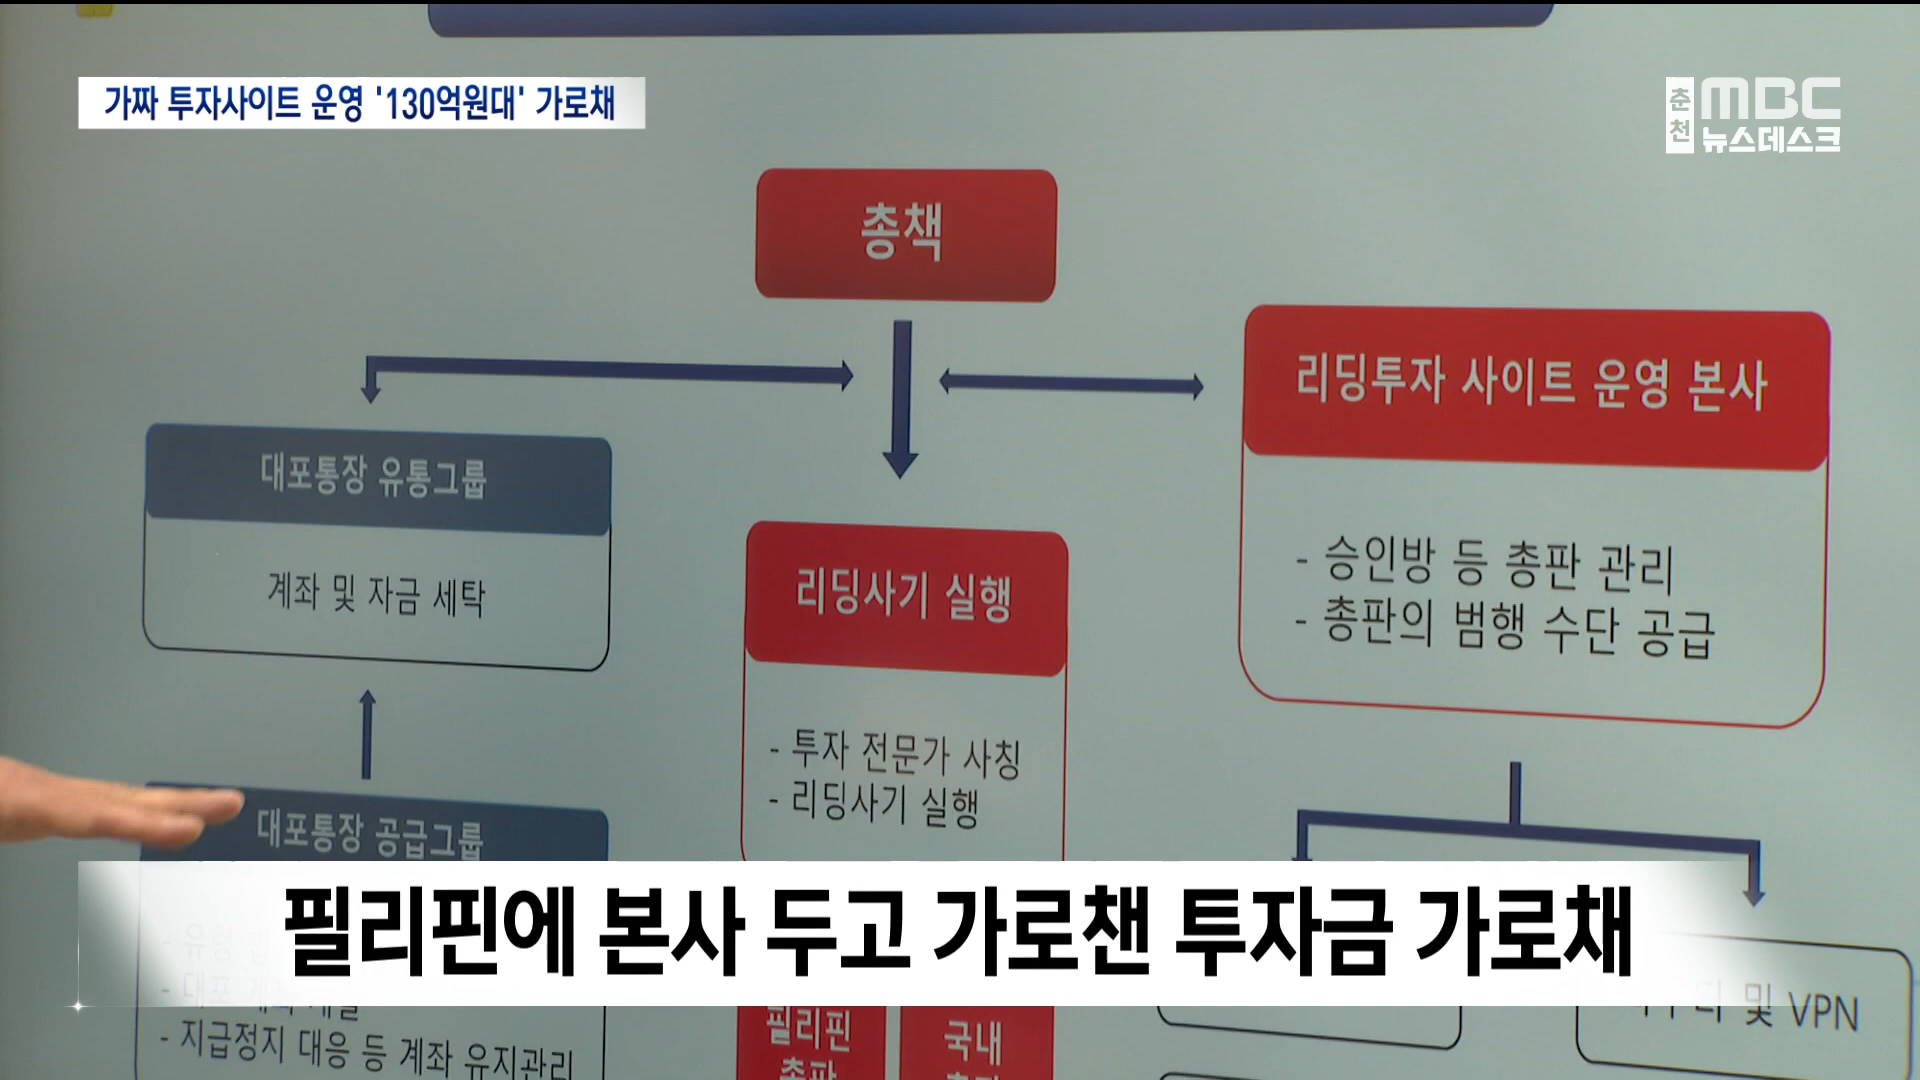 가짜 투자사이트 운영 '130억원대' 가로채
춘천
MBC
뉴스데스크
총책
리딩투자 사이트 운영 본사
- 승인방 등 총판 관리
- 총판의 범행 수단 공급
대포통장 유통그룹
계좌 및 자금 세탁
리딩사기 실행
- 투자 전문가 사칭
- 리딩사기 실행
대포통장 공급그룹
필리핀에 본사 두고 가로챈 투자금 가로채
- 지급정지 대응 등 계좌 유지관리
필리핀
총판
국내
및 VPN